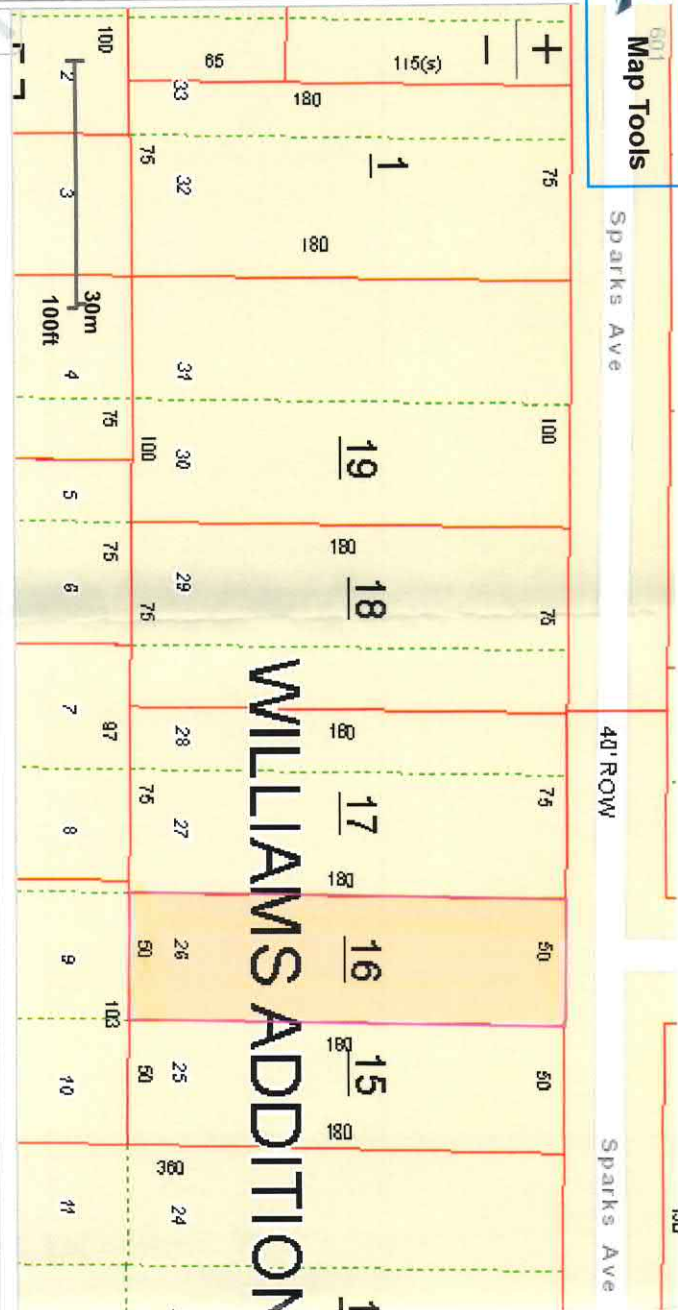 601
Map Tools
Sparks Ave 40'ROW Sparks Ave
+ 75 100 75 75 50 50
−
115(s)
1 19 18 17 16 15
180 180 180 180 180 180 180
WILLIAMS ADDITION
65
33 32 31 30 29 28 27 26 25 24
360
75 100 75 75 50 50
100 75 75 97 103
30m
2 3 4 5 6 7 8 9 10 11
100ft